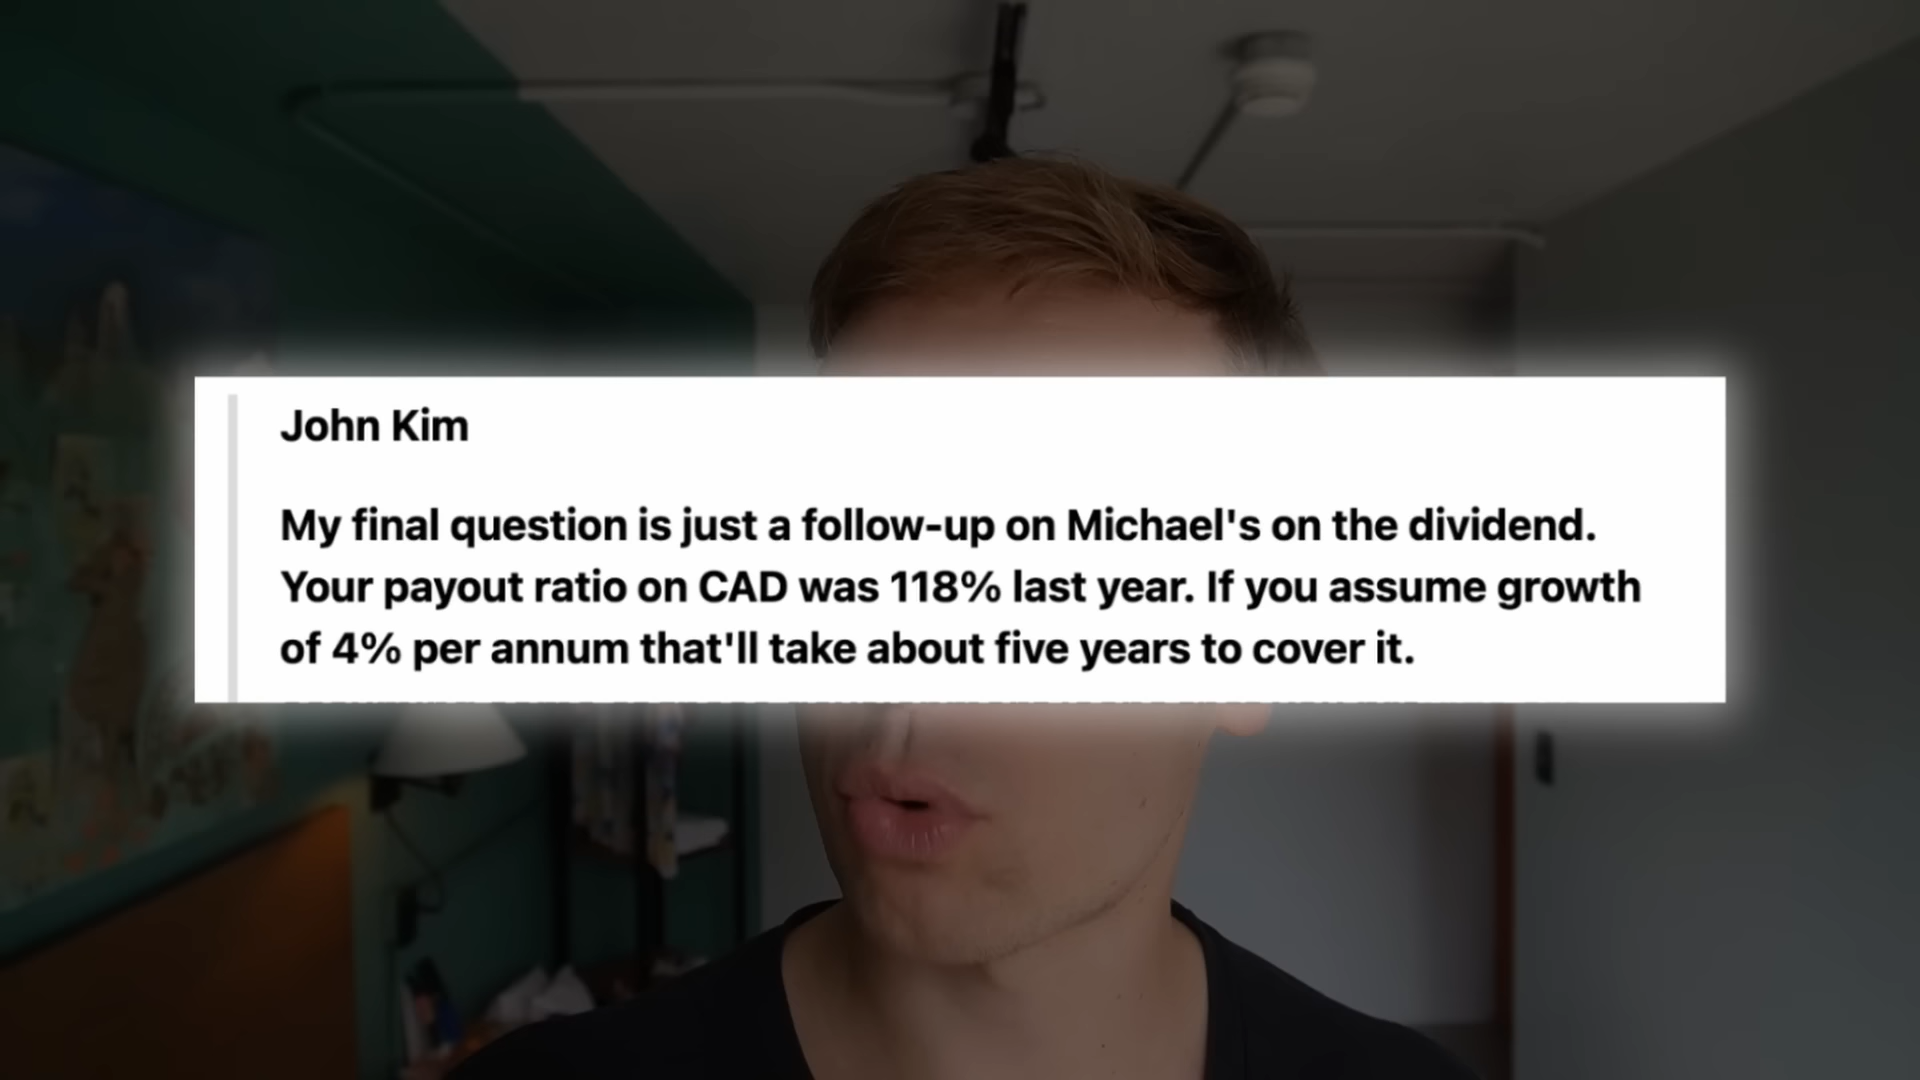 John Kim
My final question is just a follow-up on Michael's on the dividend.
Your payout ratio on CAD was 118% last year. If you assume growth
of 4% per annum that'll take about five years to cover it.